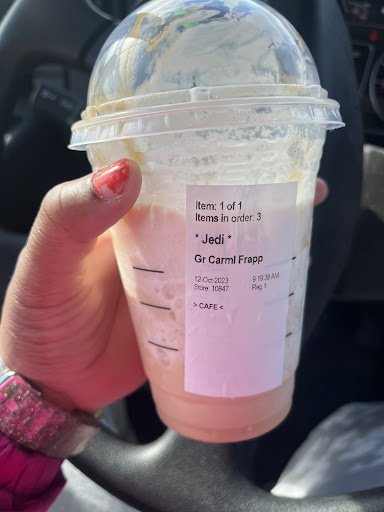 Item: 1 of 1
Items in order: 3
* Jedi *
Gr Carml Frapp
12-Oct-2023 9:19:38 AM
Store: 10847 Reg 1
> CAFE <